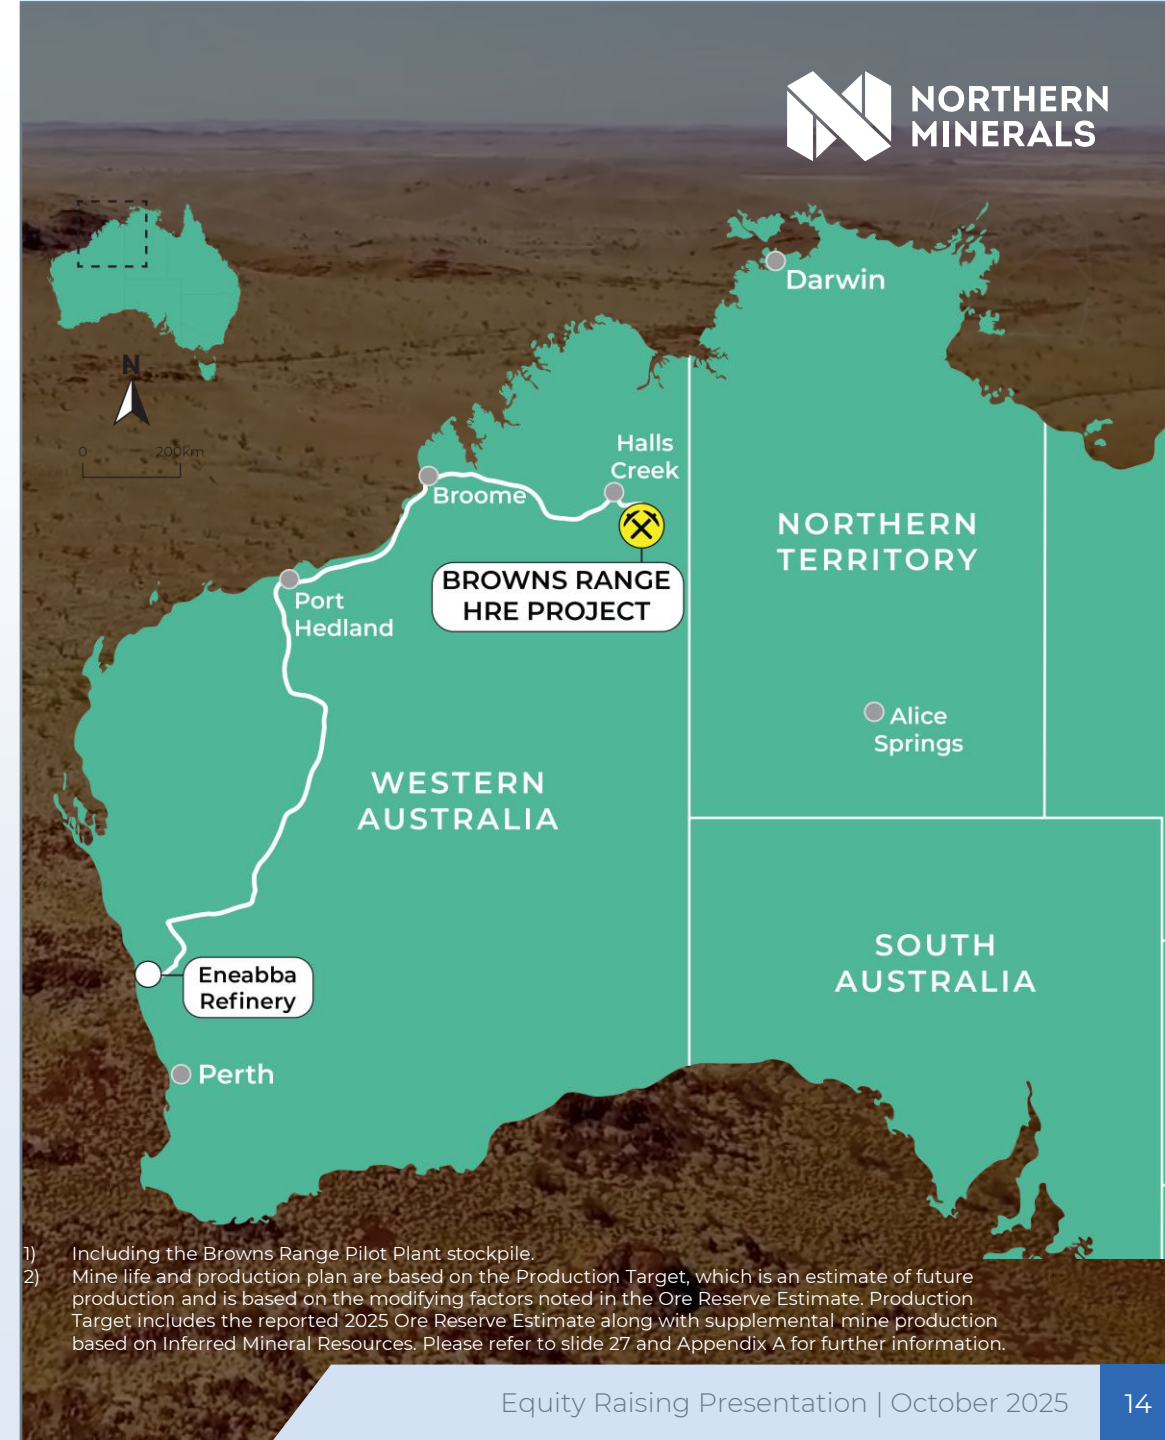 NORTHERN
MINERALS
Darwin
N
0 200km
Halls
Creek
Broome
NORTHERN
TERRITORY
BROWNS RANGE
HRE PROJECT
Port
Hedland
Alice
Springs
WESTERN
AUSTRALIA
SOUTH
AUSTRALIA
Eneabba
Refinery
Perth
1) Including the Browns Range Pilot Plant stockpile.
2) Mine life and production plan are based on the Production Target, which is an estimate of future
production and is based on the modifying factors noted in the Ore Reserve Estimate. Production
Target includes the reported 2025 Ore Reserve Estimate along with supplemental mine production
based on Inferred Mineral Resources. Please refer to slide 27 and Appendix A for further information.
Equity Raising Presentation | October 2025 14